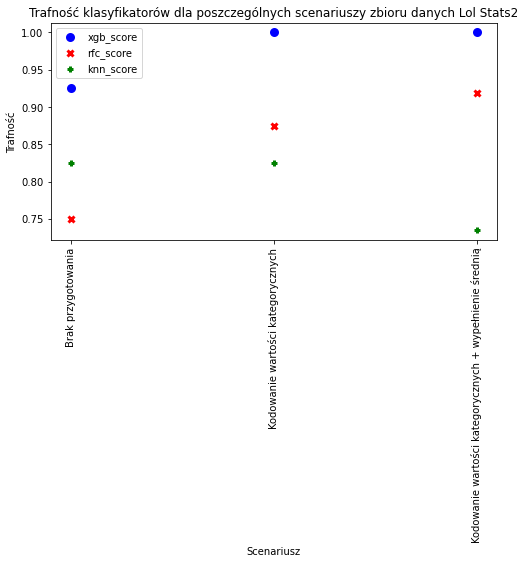 Trafność klasyfikatorów dla poszczególnych scenariuszy zbioru danych Lol Stats2
xgb_score
rfc_score
knn_score
1.00
0.95
0.90
0.85
0.80
0.75
Trafność
Brak przygotowania
Kodowanie wartości kategorycznych
Kodowanie wartości kategorycznych + wypełnienie średnią
Scenariusz